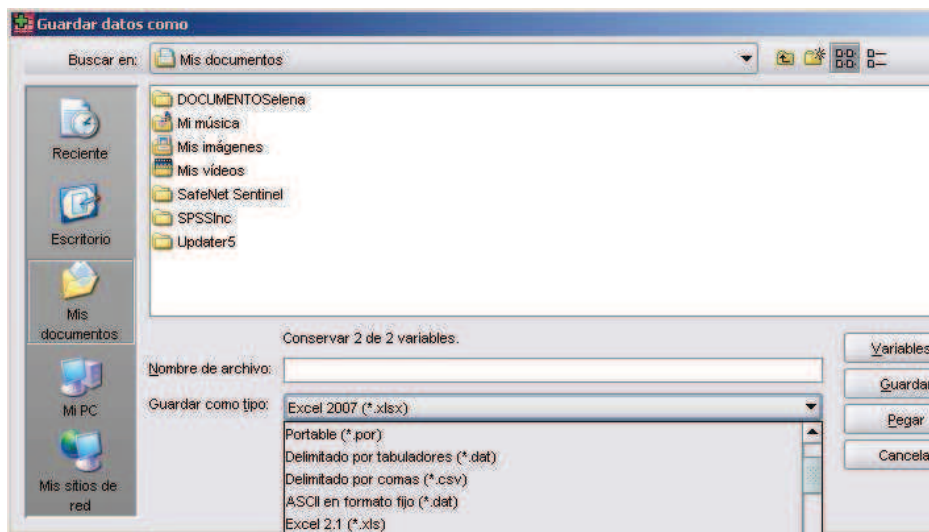 Guardar datos como
Buscar en: Mis documentos
DOCUMENTOSelena
Mi música
Mis imágenes
Mis vídeos
SafeNet Sentinel
SPSSInc
Updater5
Reciente
Escritorio
Mis documentos
Mi PC
Mis sitios de red
Conservar 2 de 2 variables.
Nombre de archivo:
Guardar como tipo: Excel 2007 (*.xlsx)
Portable (*.por)
Delimitado por tabuladores (*.dat)
Delimitado por comas (*.csv)
ASCII en formato fijo (*.dat)
Excel 2.1 (*.xls)
Variables
Guardar
Pegar
Cancela